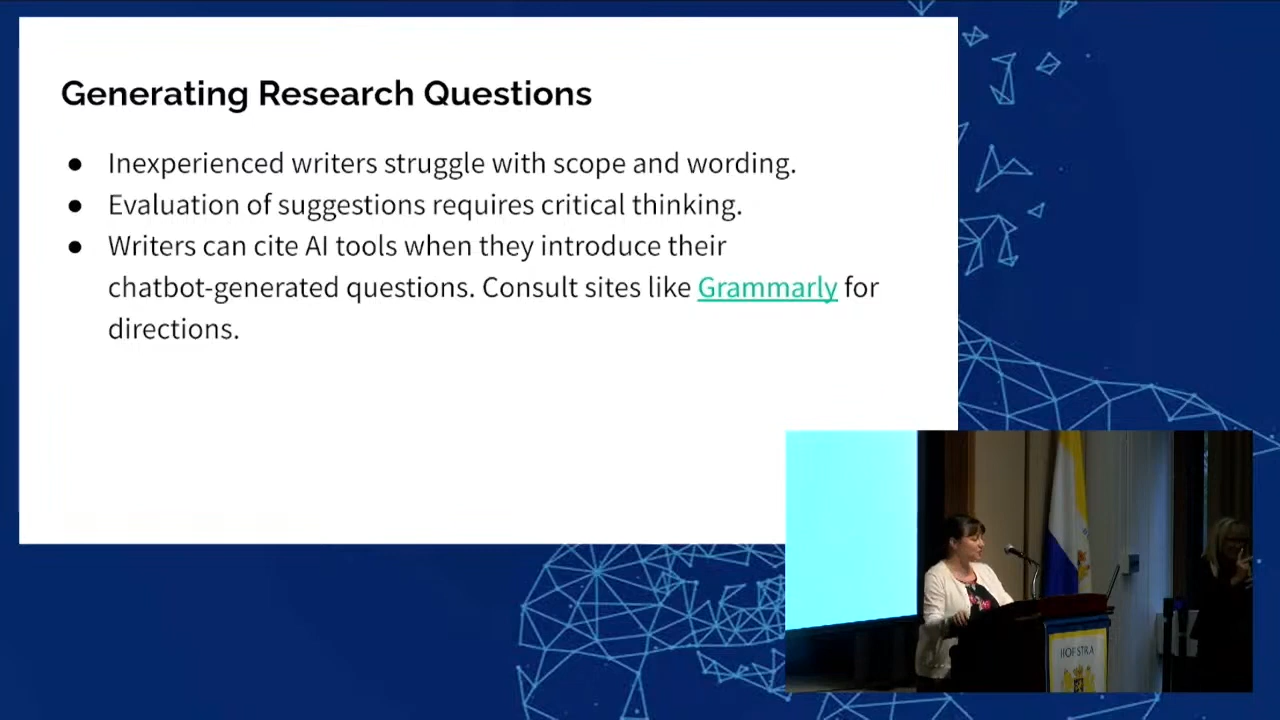 Generating Research Questions
● Inexperienced writers struggle with scope and wording.
● Evaluation of suggestions requires critical thinking.
● Writers can cite AI tools when they introduce their
chatbot-generated questions. Consult sites like Grammarly for
directions.
HOFSTRA